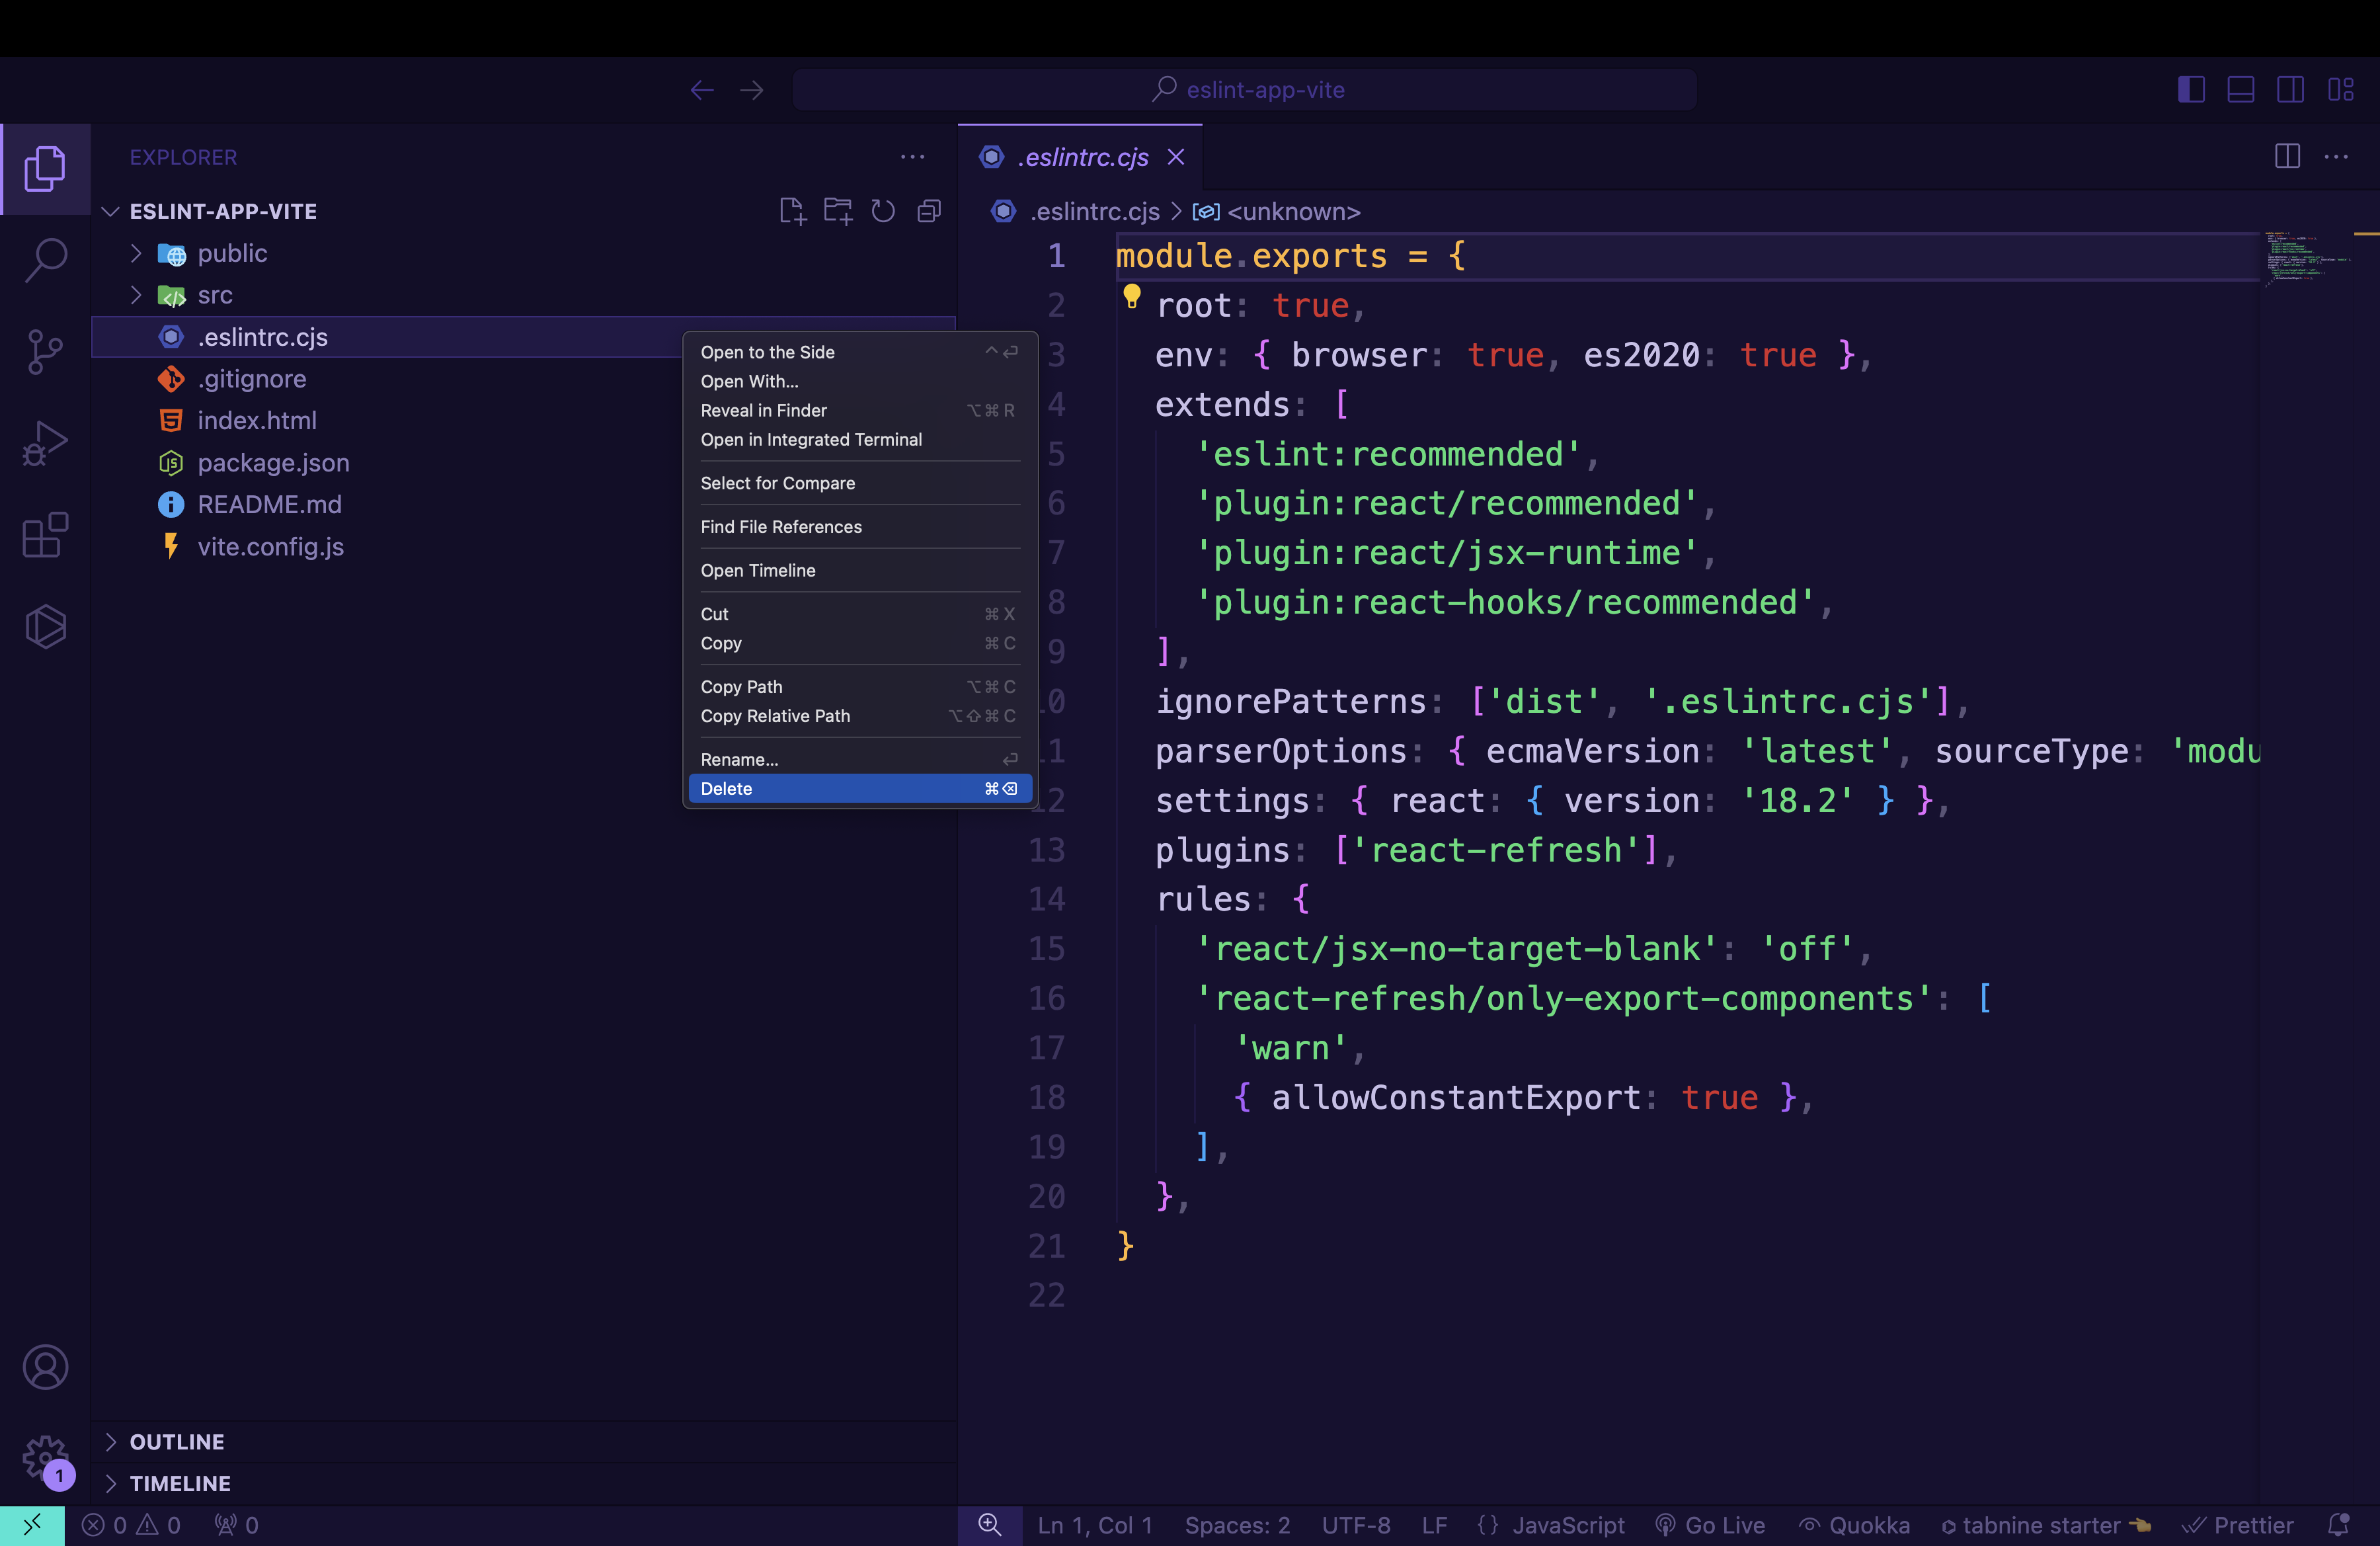 eslint-app-vite
EXPLORER
ESLINT-APP-VITE
public
src
.eslintrc.cjs
.gitignore
index.html
package.json
README.md
vite.config.js
OUTLINE
TIMELINE
1
Open to the Side ^↩
Open With...
Reveal in Finder ⌥⌘R
Open in Integrated Terminal
Select for Compare
Find File References
Open Timeline
Cut ⌘X
Copy ⌘C
Copy Path ⌥⌘C
Copy Relative Path ⌥⇧⌘C
Rename... ↩
Delete ⌘⌫
.eslintrc.cjs
.eslintrc.cjs > <unknown>
1 module.exports = {
2 root: true,
3 env: { browser: true, es2020: true },
4 extends: [
5 'eslint:recommended',
6 'plugin:react/recommended',
7 'plugin:react/jsx-runtime',
8 'plugin:react-hooks/recommended',
9 ],
10 ignorePatterns: ['dist', '.eslintrc.cjs'],
11 parserOptions: { ecmaVersion: 'latest', sourceType: 'modu
12 settings: { react: { version: '18.2' } },
13 plugins: ['react-refresh'],
14 rules: {
15 'react/jsx-no-target-blank': 'off',
16 'react-refresh/only-export-components': [
17 'warn',
18 { allowConstantExport: true },
19 ],
20 },
21 }
22
0 0 0 Ln 1, Col 1 Spaces: 2 UTF-8 LF {} JavaScript Go Live Quokka tabnine starter Prettier